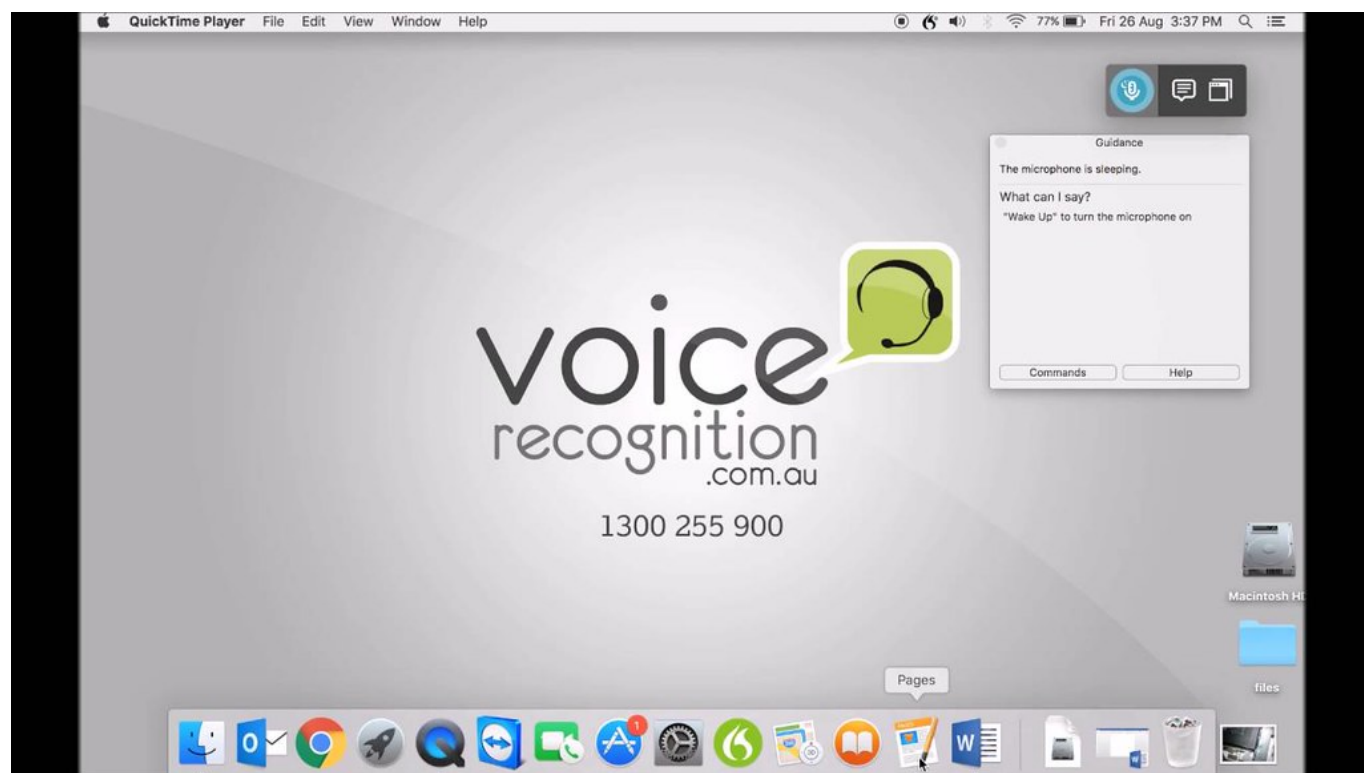 QuickTime Player File Edit View Window Help 77% Fri 26 Aug 3:37 PM
Guidance
The microphone is sleeping.
What can I say?
"Wake Up" to turn the microphone on
Commands Help
voice
recognition
.com.au
1300 255 900
Macintosh HD
files
Pages
1